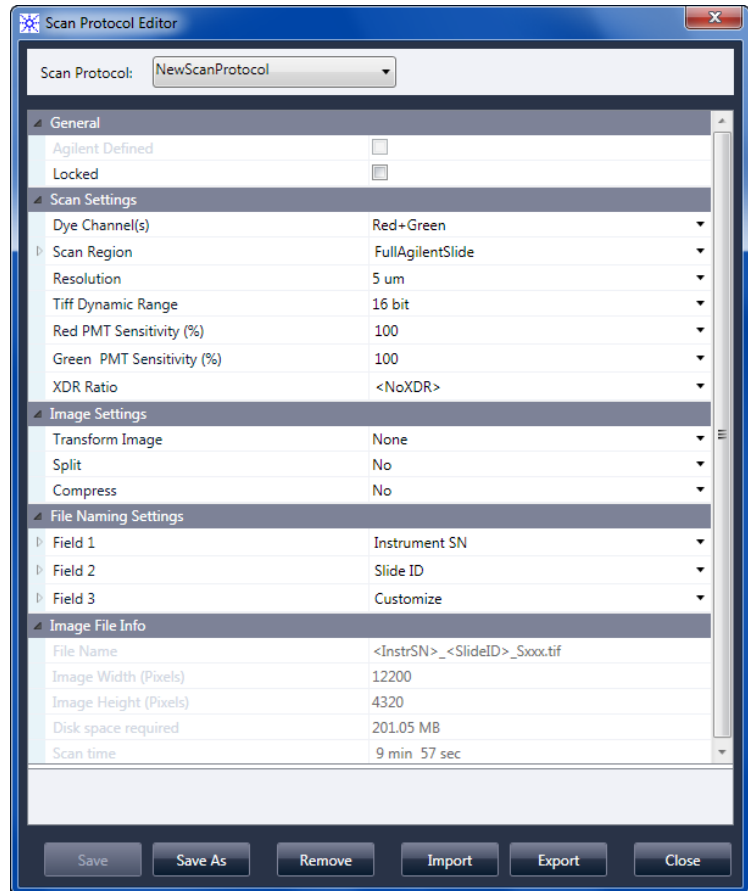 Scan Protocol Editor
Scan Protocol: NewScanProtocol
General
Agilent Defined
Locked
Scan Settings
Dye Channel(s) Red+Green
Scan Region FullAgilentSlide
Resolution 5 um
Tiff Dynamic Range 16 bit
Red PMT Sensitivity (%) 100
Green  PMT Sensitivity (%) 100
XDR Ratio <NoXDR>
Image Settings
Transform Image None
Split No
Compress No
File Naming Settings
Field 1 Instrument SN
Field 2 Slide ID
Field 3 Customize
Image File Info
File Name <InstrSN>_<SlideID>_Sxxx.tif
Image Width (Pixels) 12200
Image Height (Pixels) 4320
Disk space required 201.05 MB
Scan time 9 min  57 sec
Save Save As Remove Import Export Close